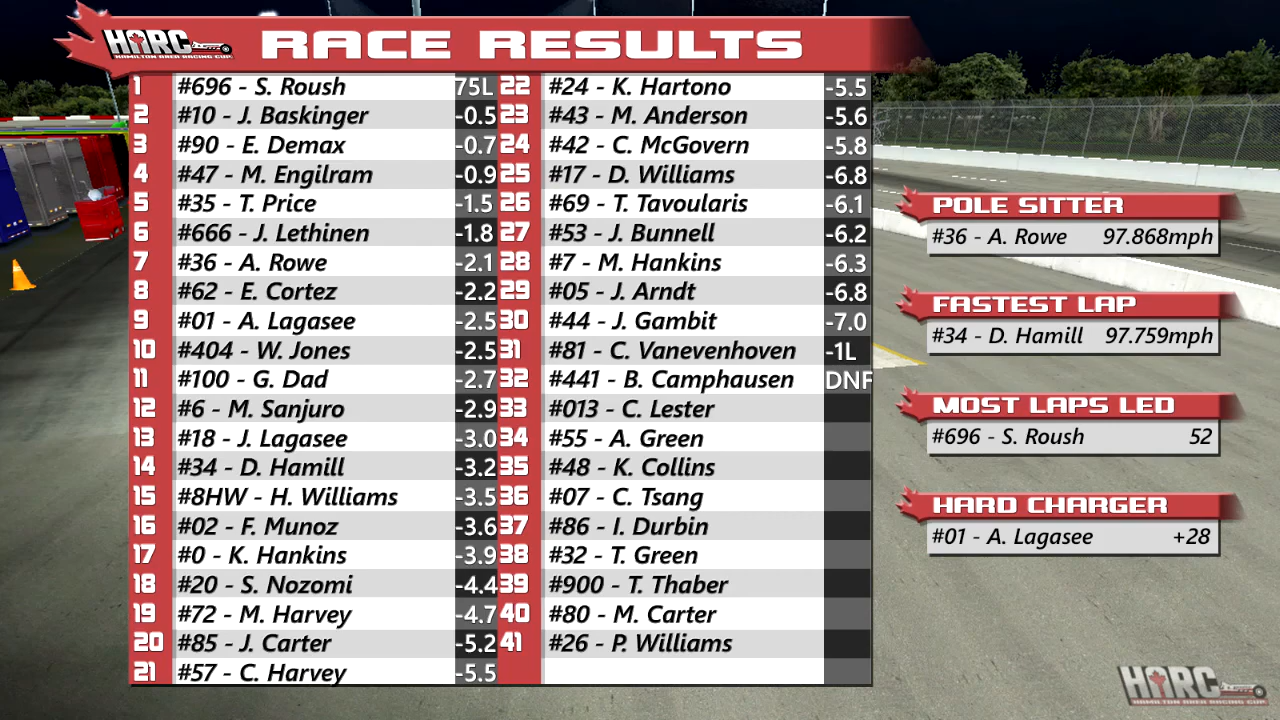 HARC
HAMILTON AREA RACING CUP
RACE RESULTS
1 #696 - S. Roush 75L
2 #10 - J. Baskinger -0.5
3 #90 - E. Demax -0.7
4 #47 - M. Engilram -0.9
5 #35 - T. Price -1.5
6 #666 - J. Lethinen -1.8
7 #36 - A. Rowe -2.1
8 #62 - E. Cortez -2.2
9 #01 - A. Lagasee -2.5
10 #404 - W. Jones -2.5
11 #100 - G. Dad -2.7
12 #6 - M. Sanjuro -2.9
13 #18 - J. Lagasee -3.0
14 #34 - D. Hamill -3.2
15 #8HW - H. Williams -3.5
16 #02 - F. Munoz -3.6
17 #0 - K. Hankins -3.9
18 #20 - S. Nozomi -4.4
19 #72 - M. Harvey -4.7
20 #85 - J. Carter -5.2
21 #57 - C. Harvey -5.5
22 #24 - K. Hartono -5.5
23 #43 - M. Anderson -5.6
24 #42 - C. McGovern -5.8
25 #17 - D. Williams -6.8
26 #69 - T. Tavoularis -6.1
27 #53 - J. Bunnell -6.2
28 #7 - M. Hankins -6.3
29 #05 - J. Arndt -6.8
30 #44 - J. Gambit -7.0
31 #81 - C. Vanevenhoven -1L
32 #441 - B. Camphausen DNF
33 #013 - C. Lester
34 #55 - A. Green
35 #48 - K. Collins
36 #07 - C. Tsang
37 #86 - I. Durbin
38 #32 - T. Green
39 #900 - T. Thaber
40 #80 - M. Carter
41 #26 - P. Williams
POLE SITTER
#36 - A. Rowe 97.868mph
FASTEST LAP
#34 - D. Hamill 97.759mph
MOST LAPS LED
#696 - S. Roush 52
HARD CHARGER
#01 - A. Lagasee +28
HARC
HAMILTON AREA RACING CUP